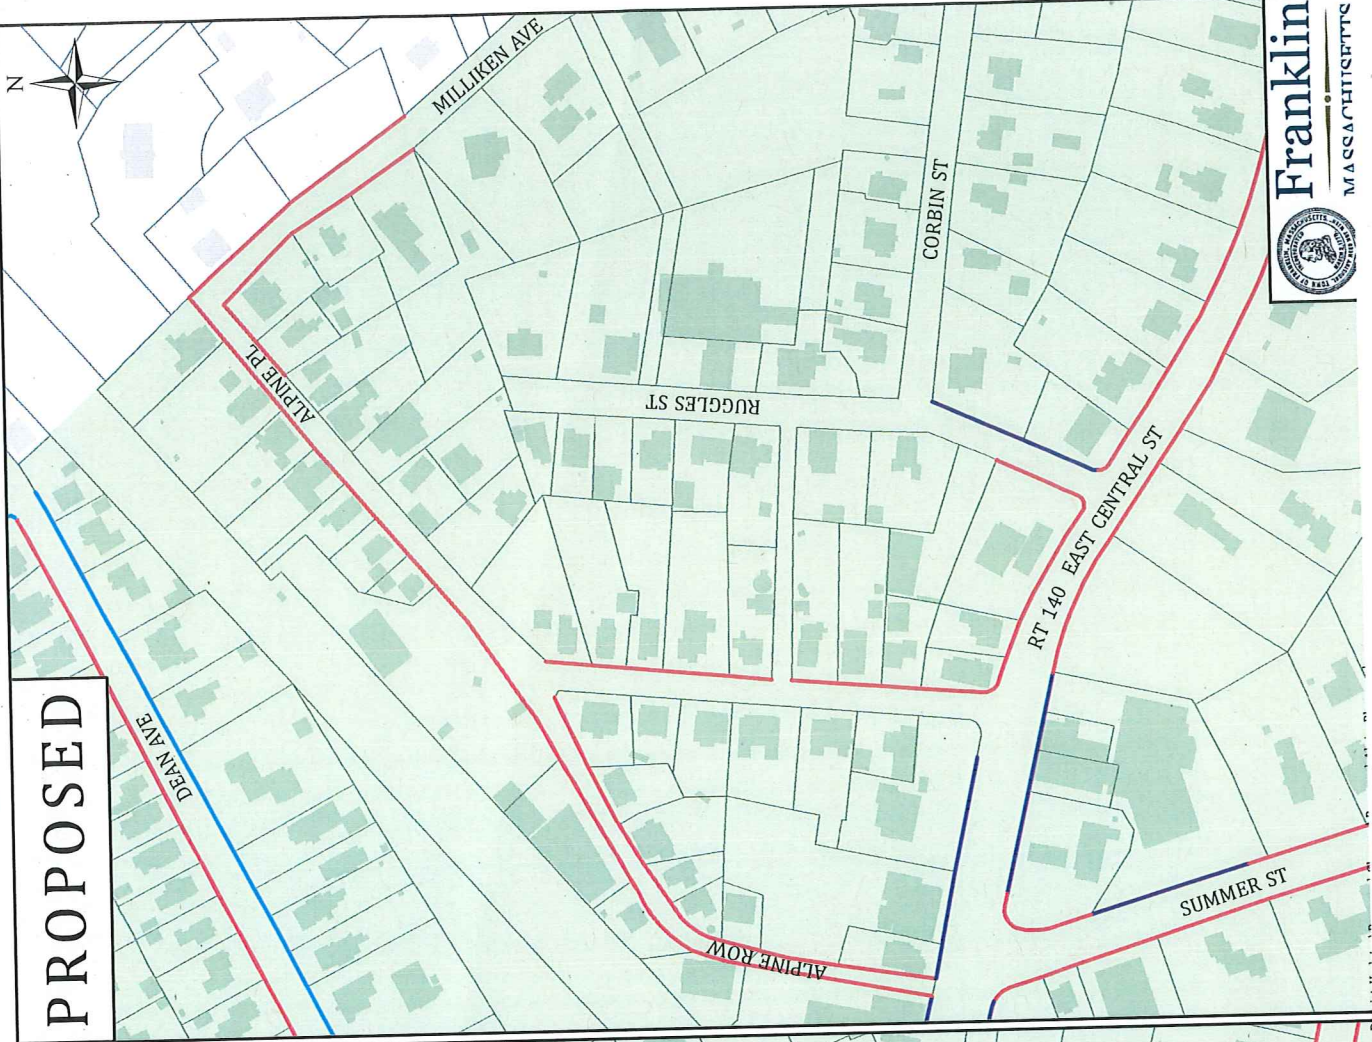 N
MILLIKEN AVE
ALPINE PL
CORBIN ST
RUGGLES ST
RT 140 EAST CENTRAL ST
DEAN AVE
PROPOSED
ALPINE ROW
SUMMER ST
Franklin
MASSACHUSETTS